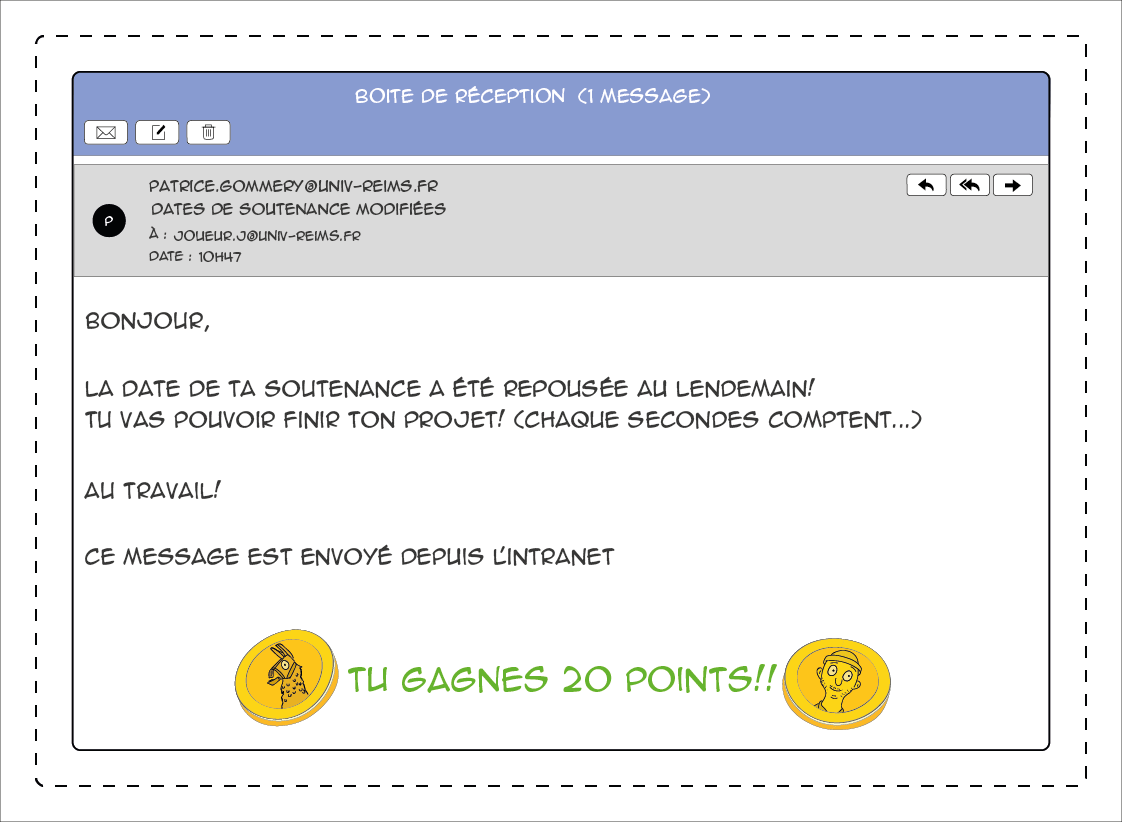 BOITE DE RÉCEPTION (1 MESSAGE)
PATRICE.GOMMERY@UNIV-REIMS.FR
DATES DE SOUTENANCE MODIFIÉES
P
À : JOUEUR.J@UNIV-REIMS.FR
DATE : 10H47
BONJOUR,
LA DATE DE TA SOUTENANCE A ÉTÉ REPOUSÉE AU LENDEMAIN!
TU VAS POUVOIR FINIR TON PROJET! (CHAQUE SECONDES COMPTENT...)
AU TRAVAIL!
CE MESSAGE EST ENVOYÉ DEPUIS L'INTRANET
TU GAGNES 20 POINTS!!